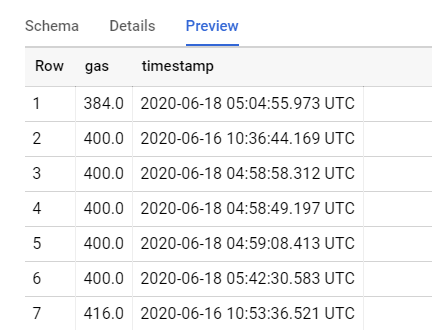 Schema Details Preview
Row gas timestamp
1 384.0 2020-06-18 05:04:55.973 UTC
2 400.0 2020-06-16 10:36:44.169 UTC
3 400.0 2020-06-18 04:58:58.312 UTC
4 400.0 2020-06-18 04:58:49.197 UTC
5 400.0 2020-06-18 04:59:08.413 UTC
6 400.0 2020-06-18 05:42:30.583 UTC
7 416.0 2020-06-16 10:53:36.521 UTC